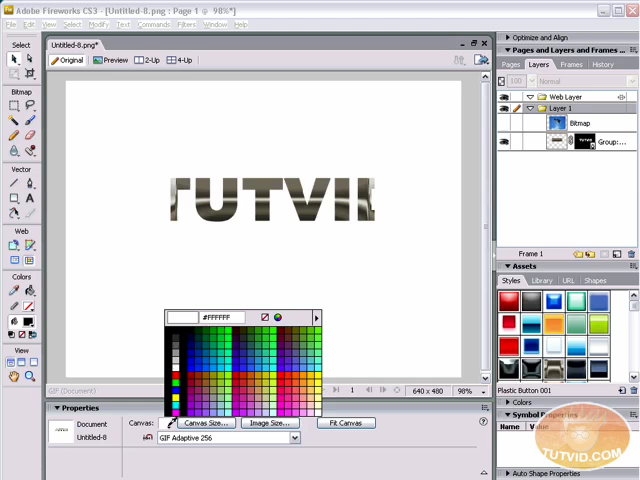 Adobe Fireworks CS3 - [Untitled-8.png : Page 1 @ 98%*]
File Edit View Select Modify Text Commands Filters Window Help
Select
Bitmap
Vector
Web
Colors
View
Untitled-8.png*
Original Preview 2-Up 4-Up
TUTVID
#FFFFFF
GIF (Document)
1
640 x 480
98%
Properties
Document
Untitled-8
Canvas:
Canvas Size...
Image Size...
Fit Canvas
GIF Adaptive 256
Optimize and Align
Pages and Layers and Frames
Pages Layers Frames History
100 Normal
Web Layer
Layer 1
Bitmap
Group:...
Frame 1
Assets
Styles Library URL Shapes
Plastic Button 001
Colors
Symbol Properties
Name Value
TUTVID.COM
Auto Shape Properties